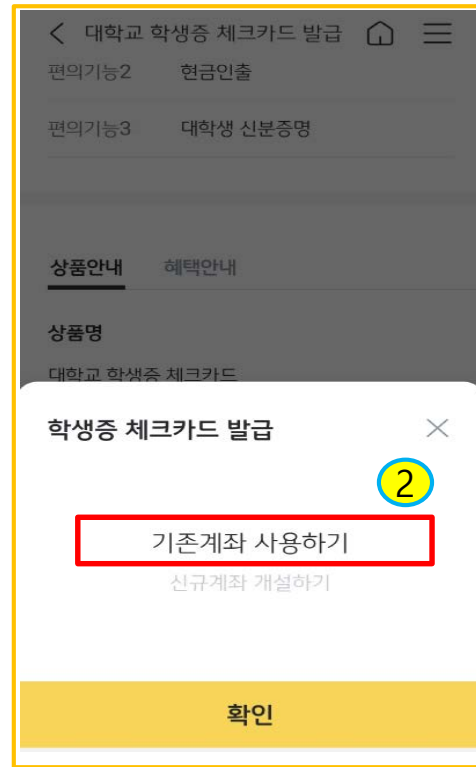 대학교 학생증 체크카드 발급
편의기능2 현금인출
편의기능3 대학생 신분증명
상품안내 혜택안내
상품명
대학교 학생증 체크카드
학생증 체크카드 발급
2
기존계좌 사용하기
신규계좌 개설하기
확인